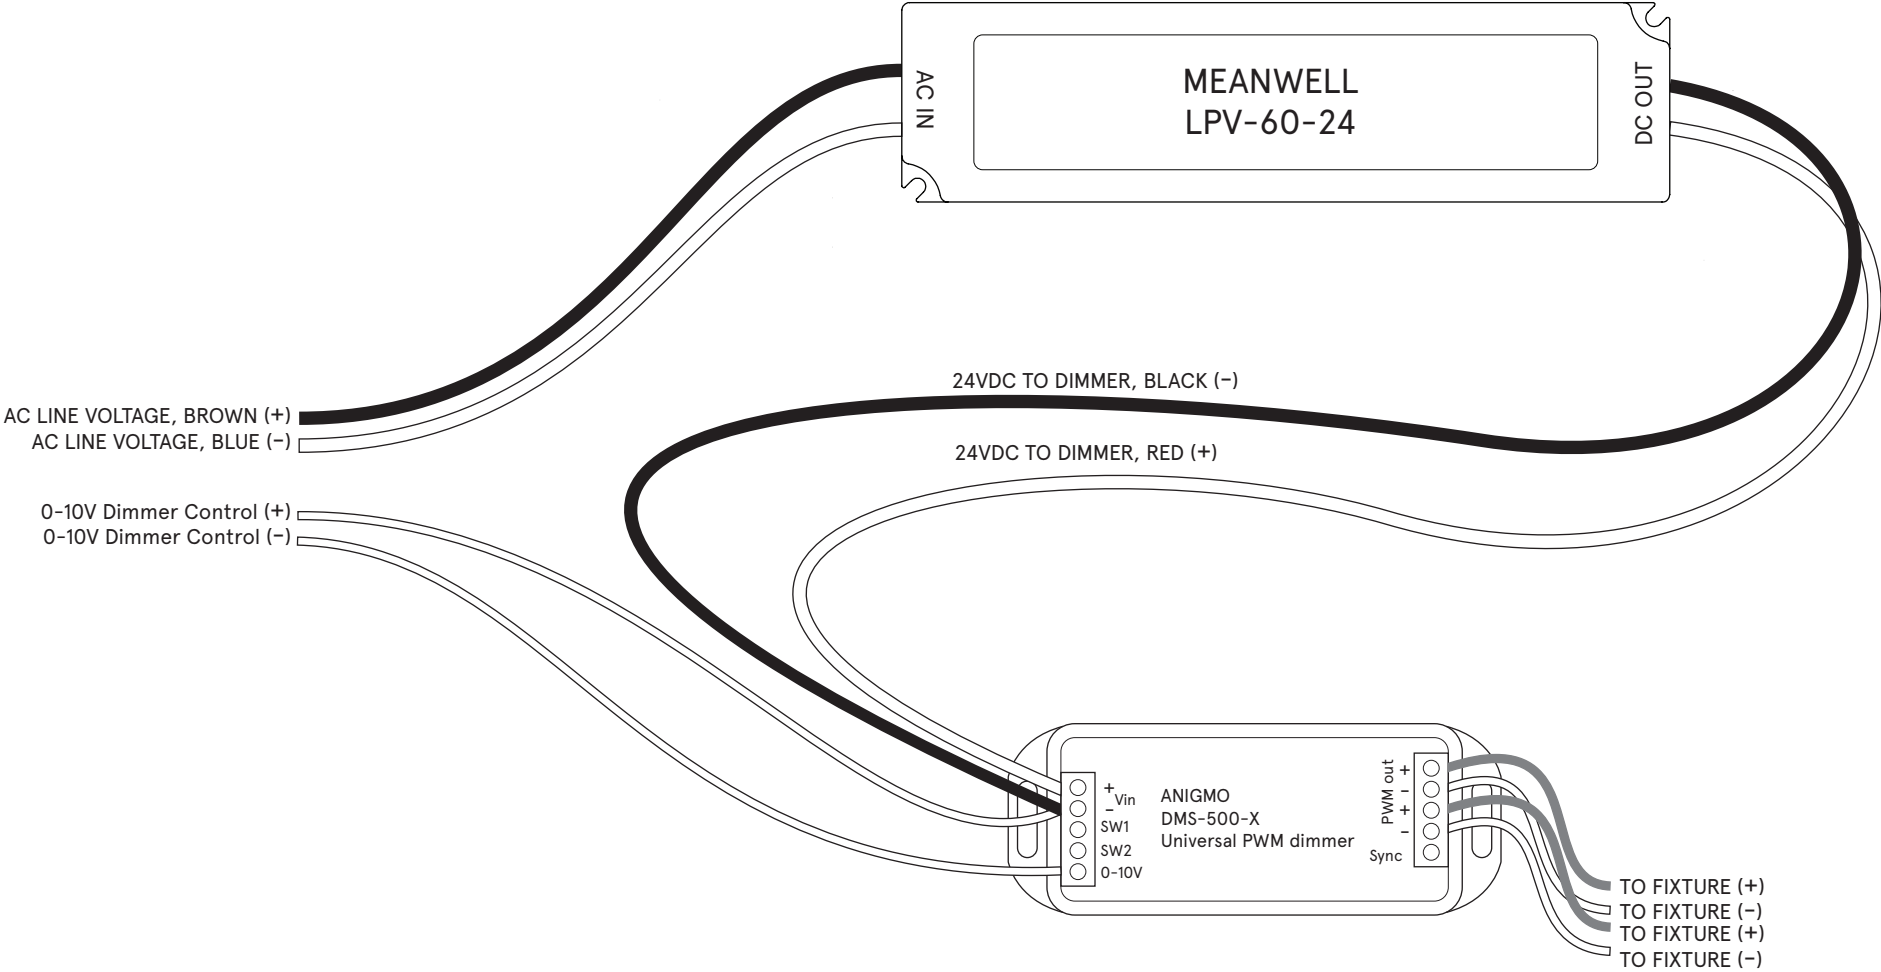 MEANWELL
LPV-60-24
AC IN
DC OUT
24VDC TO DIMMER, BLACK (-)
AC LINE VOLTAGE, BROWN (+)
AC LINE VOLTAGE, BLUE (-)
24VDC TO DIMMER, RED (+)
0-10V Dimmer Control (+)
0-10V Dimmer Control (-)
+
-
Vin
SW1
SW2
0-10V
ANIGMO
DMS-500-X
Universal PWM dimmer
PWM out
+
-
+
-
Sync
TO FIXTURE (+)
TO FIXTURE (-)
TO FIXTURE (+)
TO FIXTURE (-)